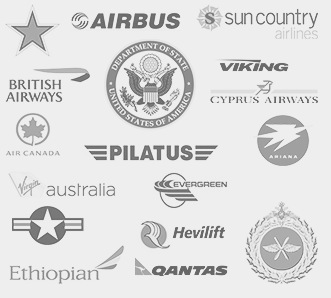 AIRBUS
sun country
airlines
DEPARTMENT OF STATE
UNITED STATES OF AMERICA
VIKING
BRITISH
AIRWAYS
CYPRUS AIRWAYS
AIR CANADA
PILATUS
ARIANA
Virgin australia
EVERGREEN
Hevilift
Ethiopian
QANTAS